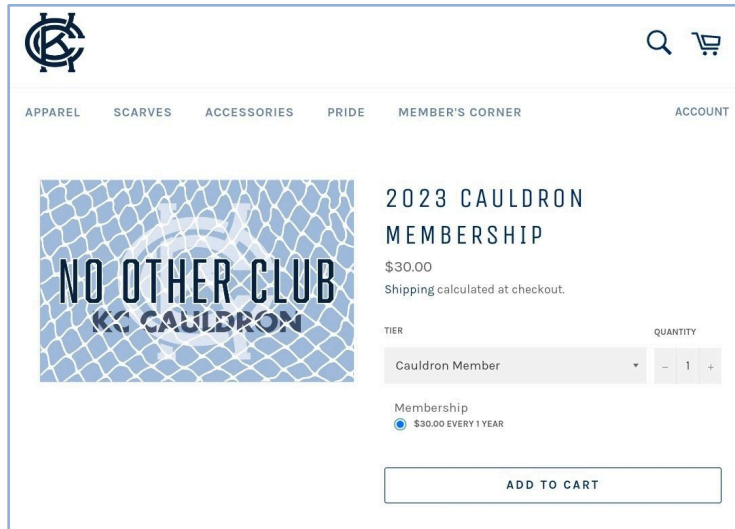 KC
APPAREL SCARVES ACCESSORIES PRIDE MEMBER'S CORNER ACCOUNT
NO OTHER CLUB
KC CAULDRON
2023 CAULDRON
MEMBERSHIP
$30.00
Shipping calculated at checkout.
TIER QUANTITY
Cauldron Member − 1 +
Membership
$30.00 EVERY 1 YEAR
ADD TO CART